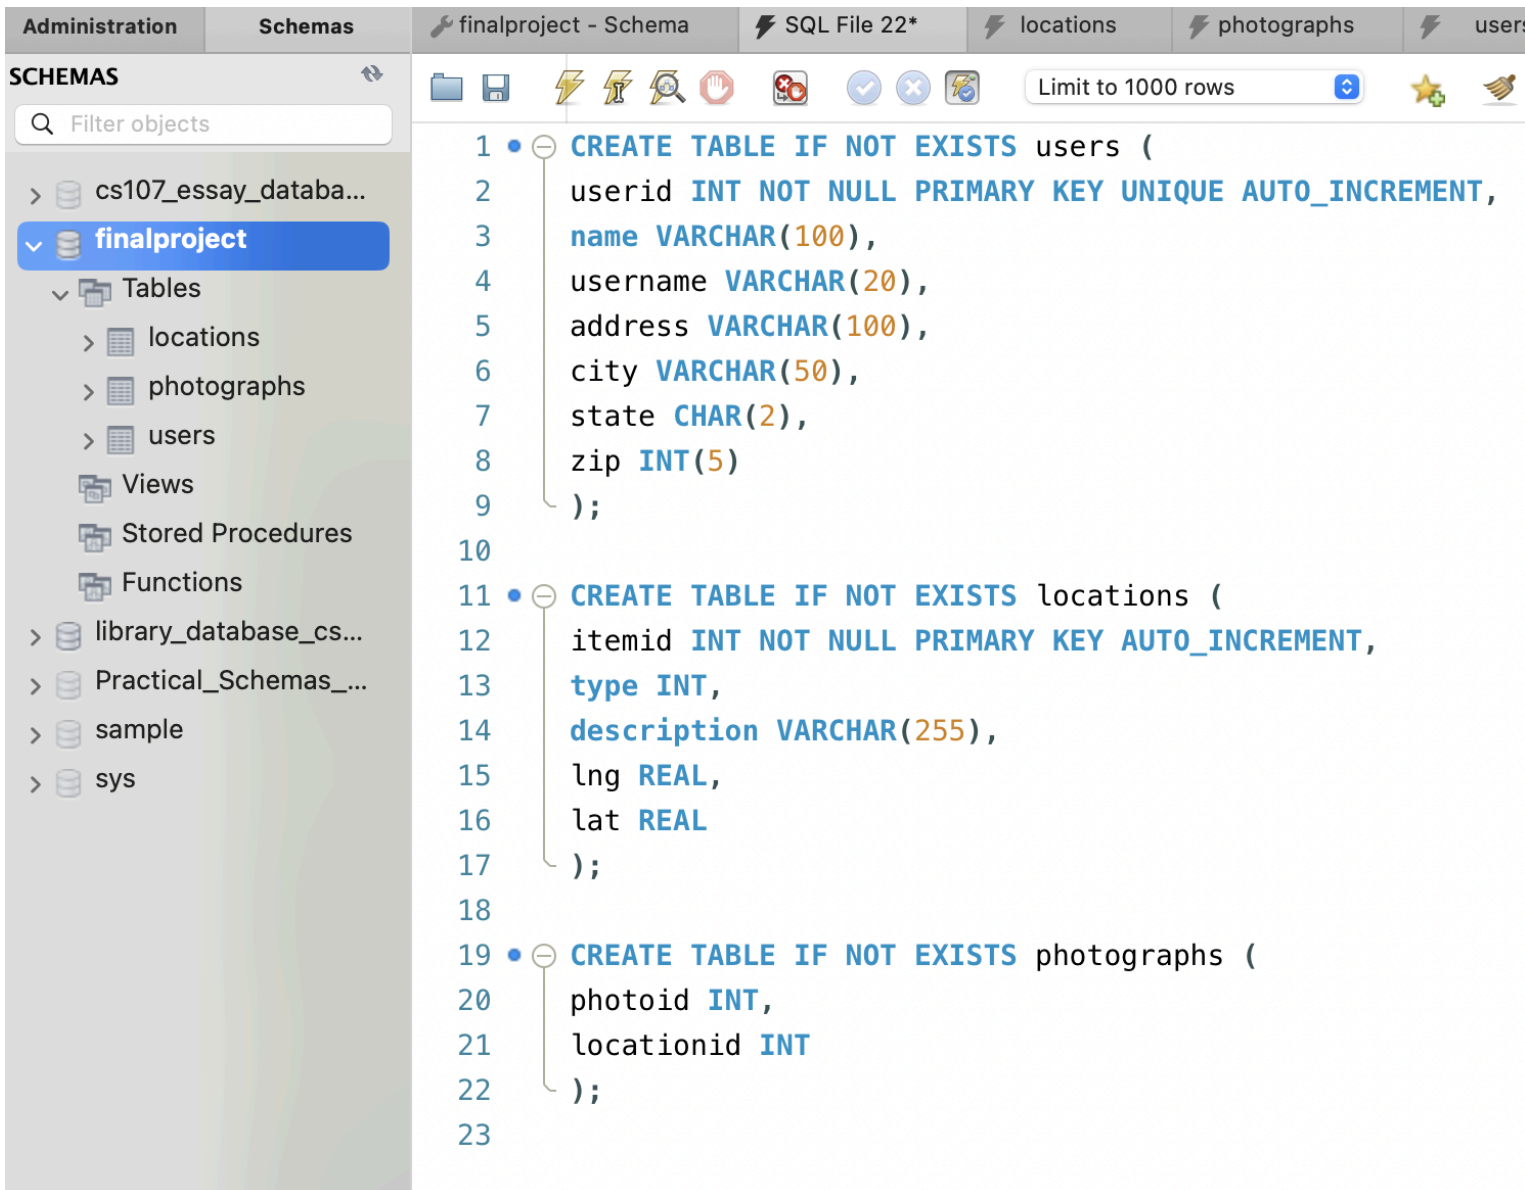 Administration
Schemas
finalproject - Schema
SQL File 22*
locations
photographs
users
SCHEMAS
Filter objects
cs107_essay_databa...
finalproject
Tables
locations
photographs
users
Views
Stored Procedures
Functions
library_database_cs...
Practical_Schemas_...
sample
sys
Limit to 1000 rows
1 CREATE TABLE IF NOT EXISTS users (
2 userid INT NOT NULL PRIMARY KEY UNIQUE AUTO_INCREMENT,
3 name VARCHAR(100),
4 username VARCHAR(20),
5 address VARCHAR(100),
6 city VARCHAR(50),
7 state CHAR(2),
8 zip INT(5)
9 );
10
11 CREATE TABLE IF NOT EXISTS locations (
12 itemid INT NOT NULL PRIMARY KEY AUTO_INCREMENT,
13 type INT,
14 description VARCHAR(255),
15 lng REAL,
16 lat REAL
17 );
18
19 CREATE TABLE IF NOT EXISTS photographs (
20 photoid INT,
21 locationid INT
22 );
23